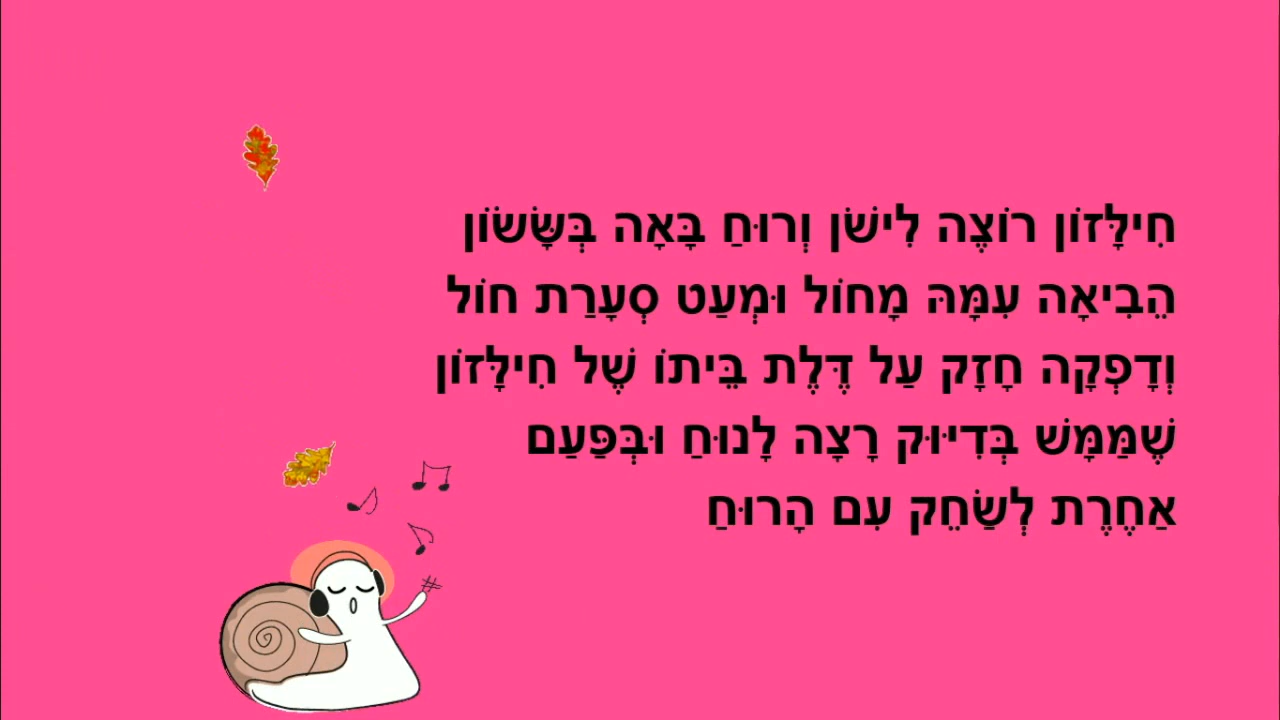 חִילָּזוֹן רוֹצֶה לִישֹׁן וְרוּחַ בָּאָה בְּשָּׂשׂוֹן
הֵבִיאָה עִמָּהּ מָחוֹל וּמְעַט סְעָרַת חוֹל
וְדָפְקָה חָזָק עַל דֶּלֶת בֵּיתוֹ שֶׁל חִילָּזוֹן
שֶׁמַּמָּשׁ בְּדִיּוּק רָצָה לָנוּחַ וּבְּפַּעַם
אַחֶרֶת לְשַׂחֵק עִם הָרוּחַ